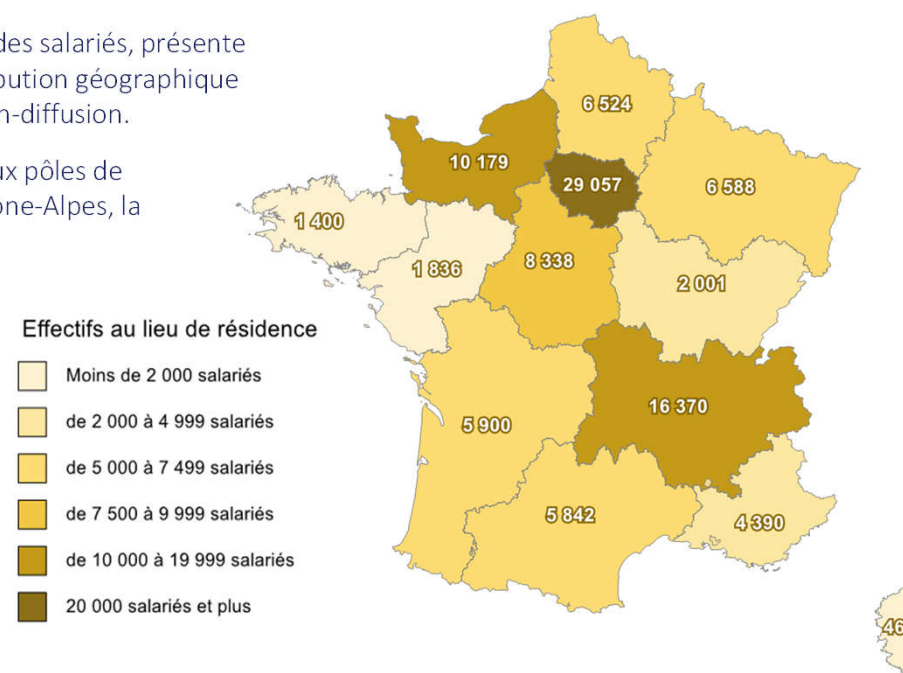 des salariés, présente
bution géographique
n-diffusion.
ux pôles de
one-Alpes, la
6 524
10 179
29 057
6 588
1 400
1 836
8 338
2 001
Effectifs au lieu de résidence
Moins de 2 000 salariés
de 2 000 à 4 999 salariés
de 5 000 à 7 499 salariés
de 7 500 à 9 999 salariés
de 10 000 à 19 999 salariés
20 000 salariés et plus
16 370
5 900
5 842
4 390
46